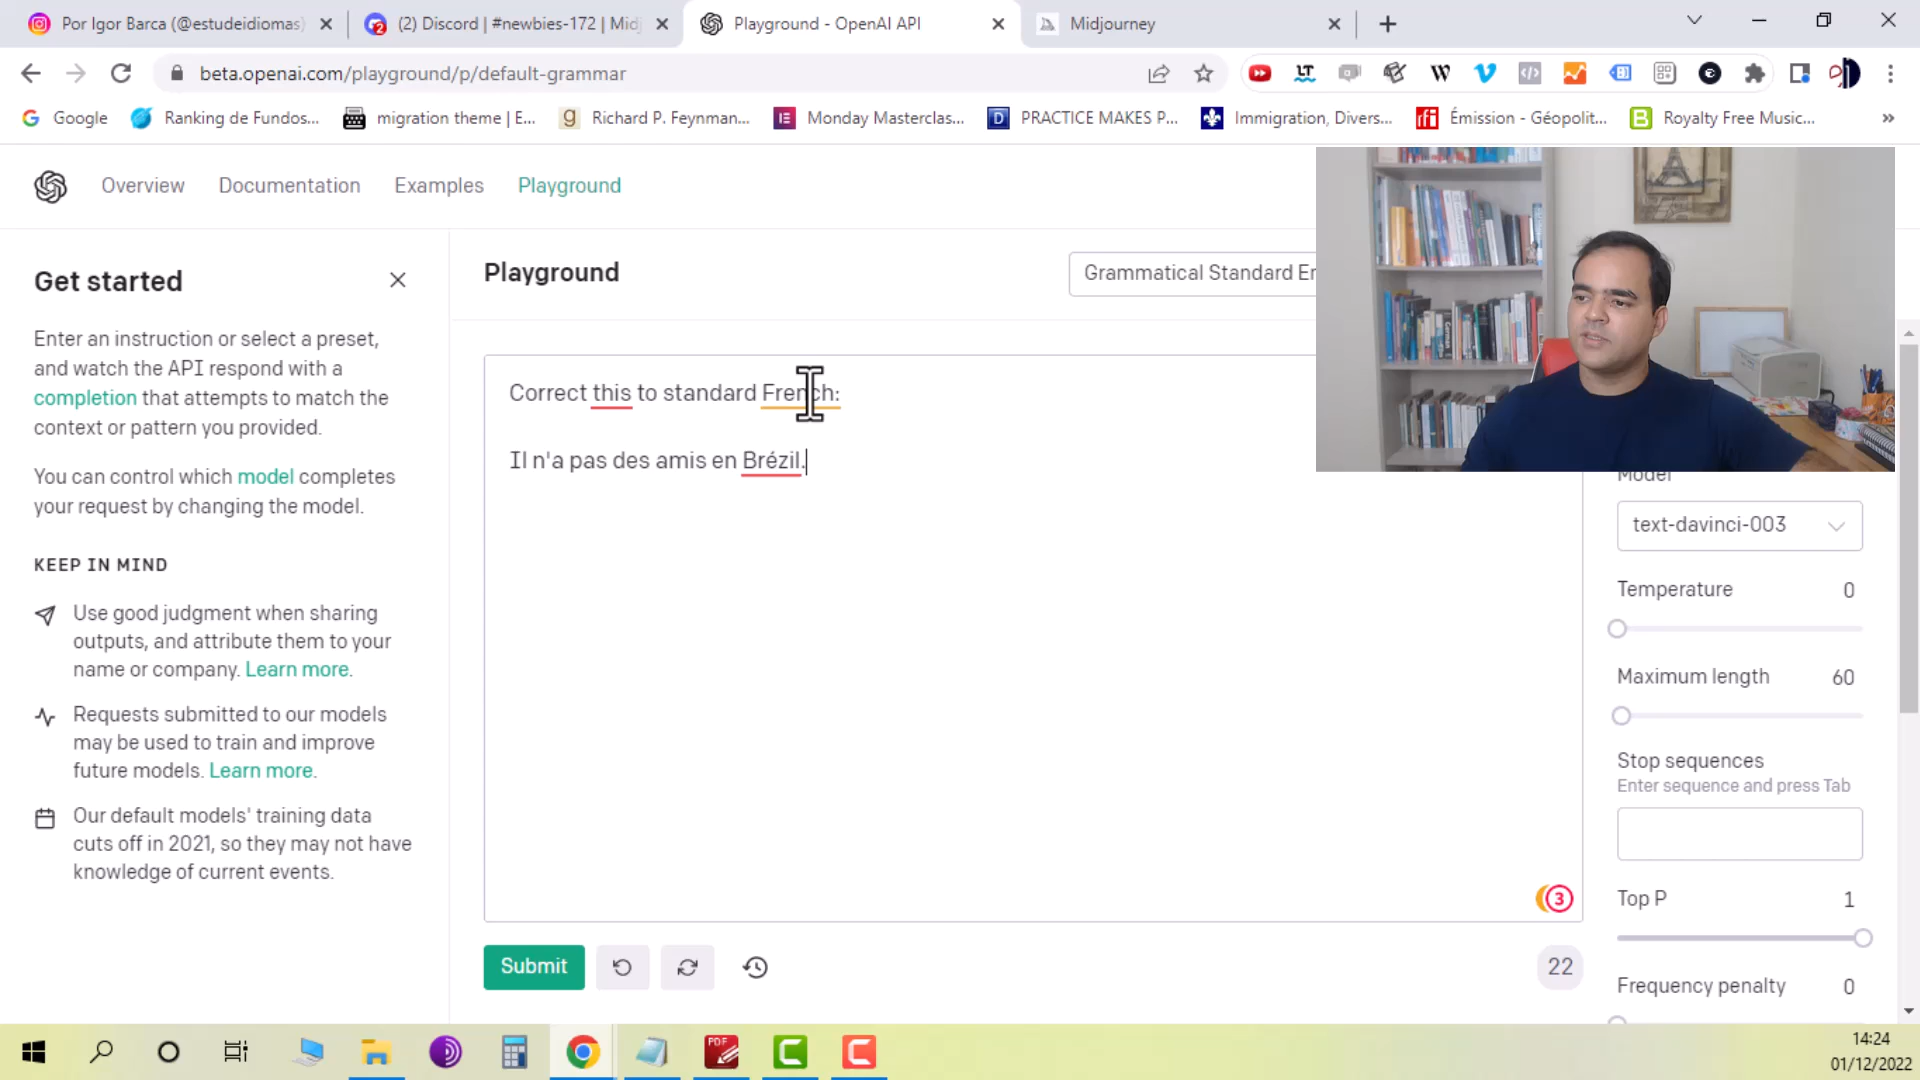 Por Igor Barca (@estudeidiomas)
(2) Discord | #newbies-172 | Midj
Playground - OpenAI API
Midjourney
beta.openai.com/playground/p/default-grammar
Google
Ranking de Fundos...
migration theme | E...
Richard P. Feynman...
Monday Masterclas...
PRACTICE MAKES P...
Immigration, Divers...
Émission - Géopolit...
Royalty Free Music...
Overview
Documentation
Examples
Playground
Get started
Enter an instruction or select a preset,
and watch the API respond with a
completion that attempts to match the
context or pattern you provided.
You can control which model completes
your request by changing the model.
KEEP IN MIND
Use good judgment when sharing
outputs, and attribute them to your
name or company. Learn more.
Requests submitted to our models
may be used to train and improve
future models. Learn more.
Our default models' training data
cuts off in 2021, so they may not have
knowledge of current events.
Playground
Grammatical Standard En
Correct this to standard French:
Il n'a pas des amis en Brézil.
3
Submit
22
Model
text-davinci-003
Temperature 0
Maximum length 60
Stop sequences
Enter sequence and press Tab
Top P 1
Frequency penalty 0
14:24
01/12/2022